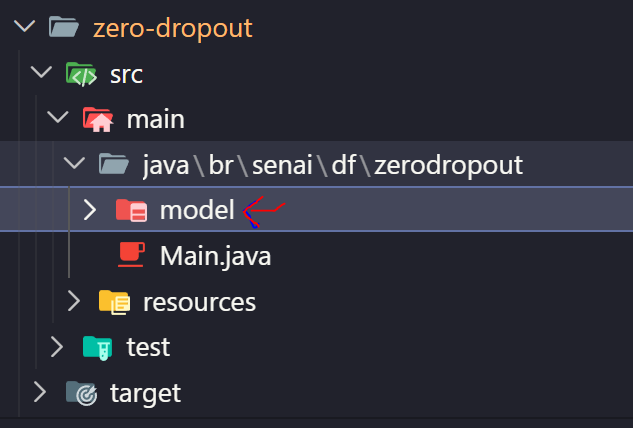 zero-dropout
src
main
java\br\senai\df\zerodropout
model
Main.java
resources
test
target